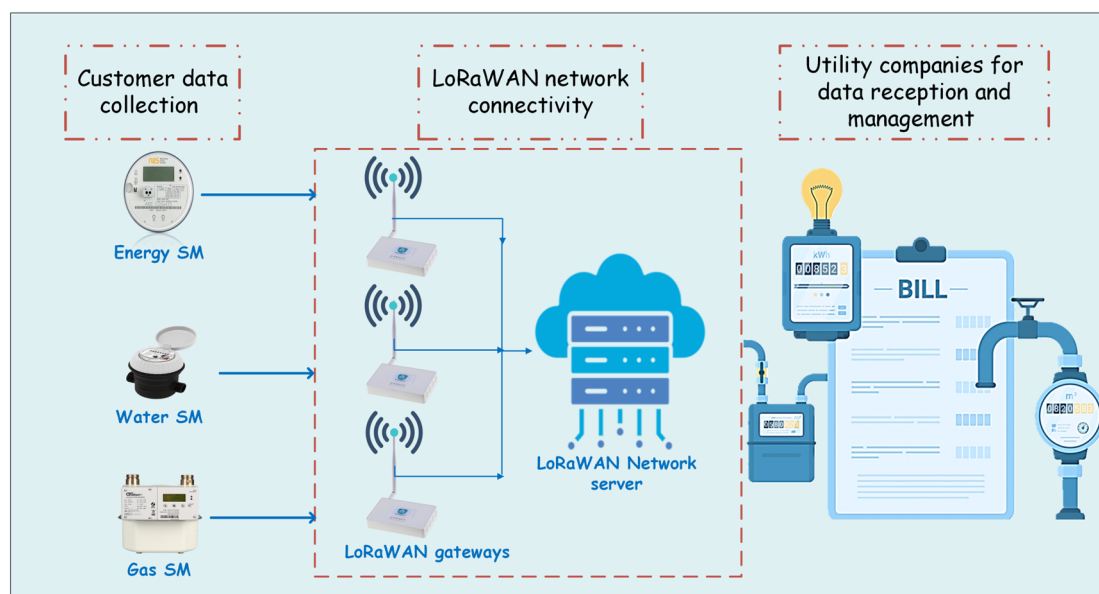 Customer data
collection
LoRaWAN network
connectivity
Utility companies for
data reception and
management
Energy SM
Water SM
Gas SM
LoRaWAN gateways
LoRaWAN Network
server
kWh
BILL
m³